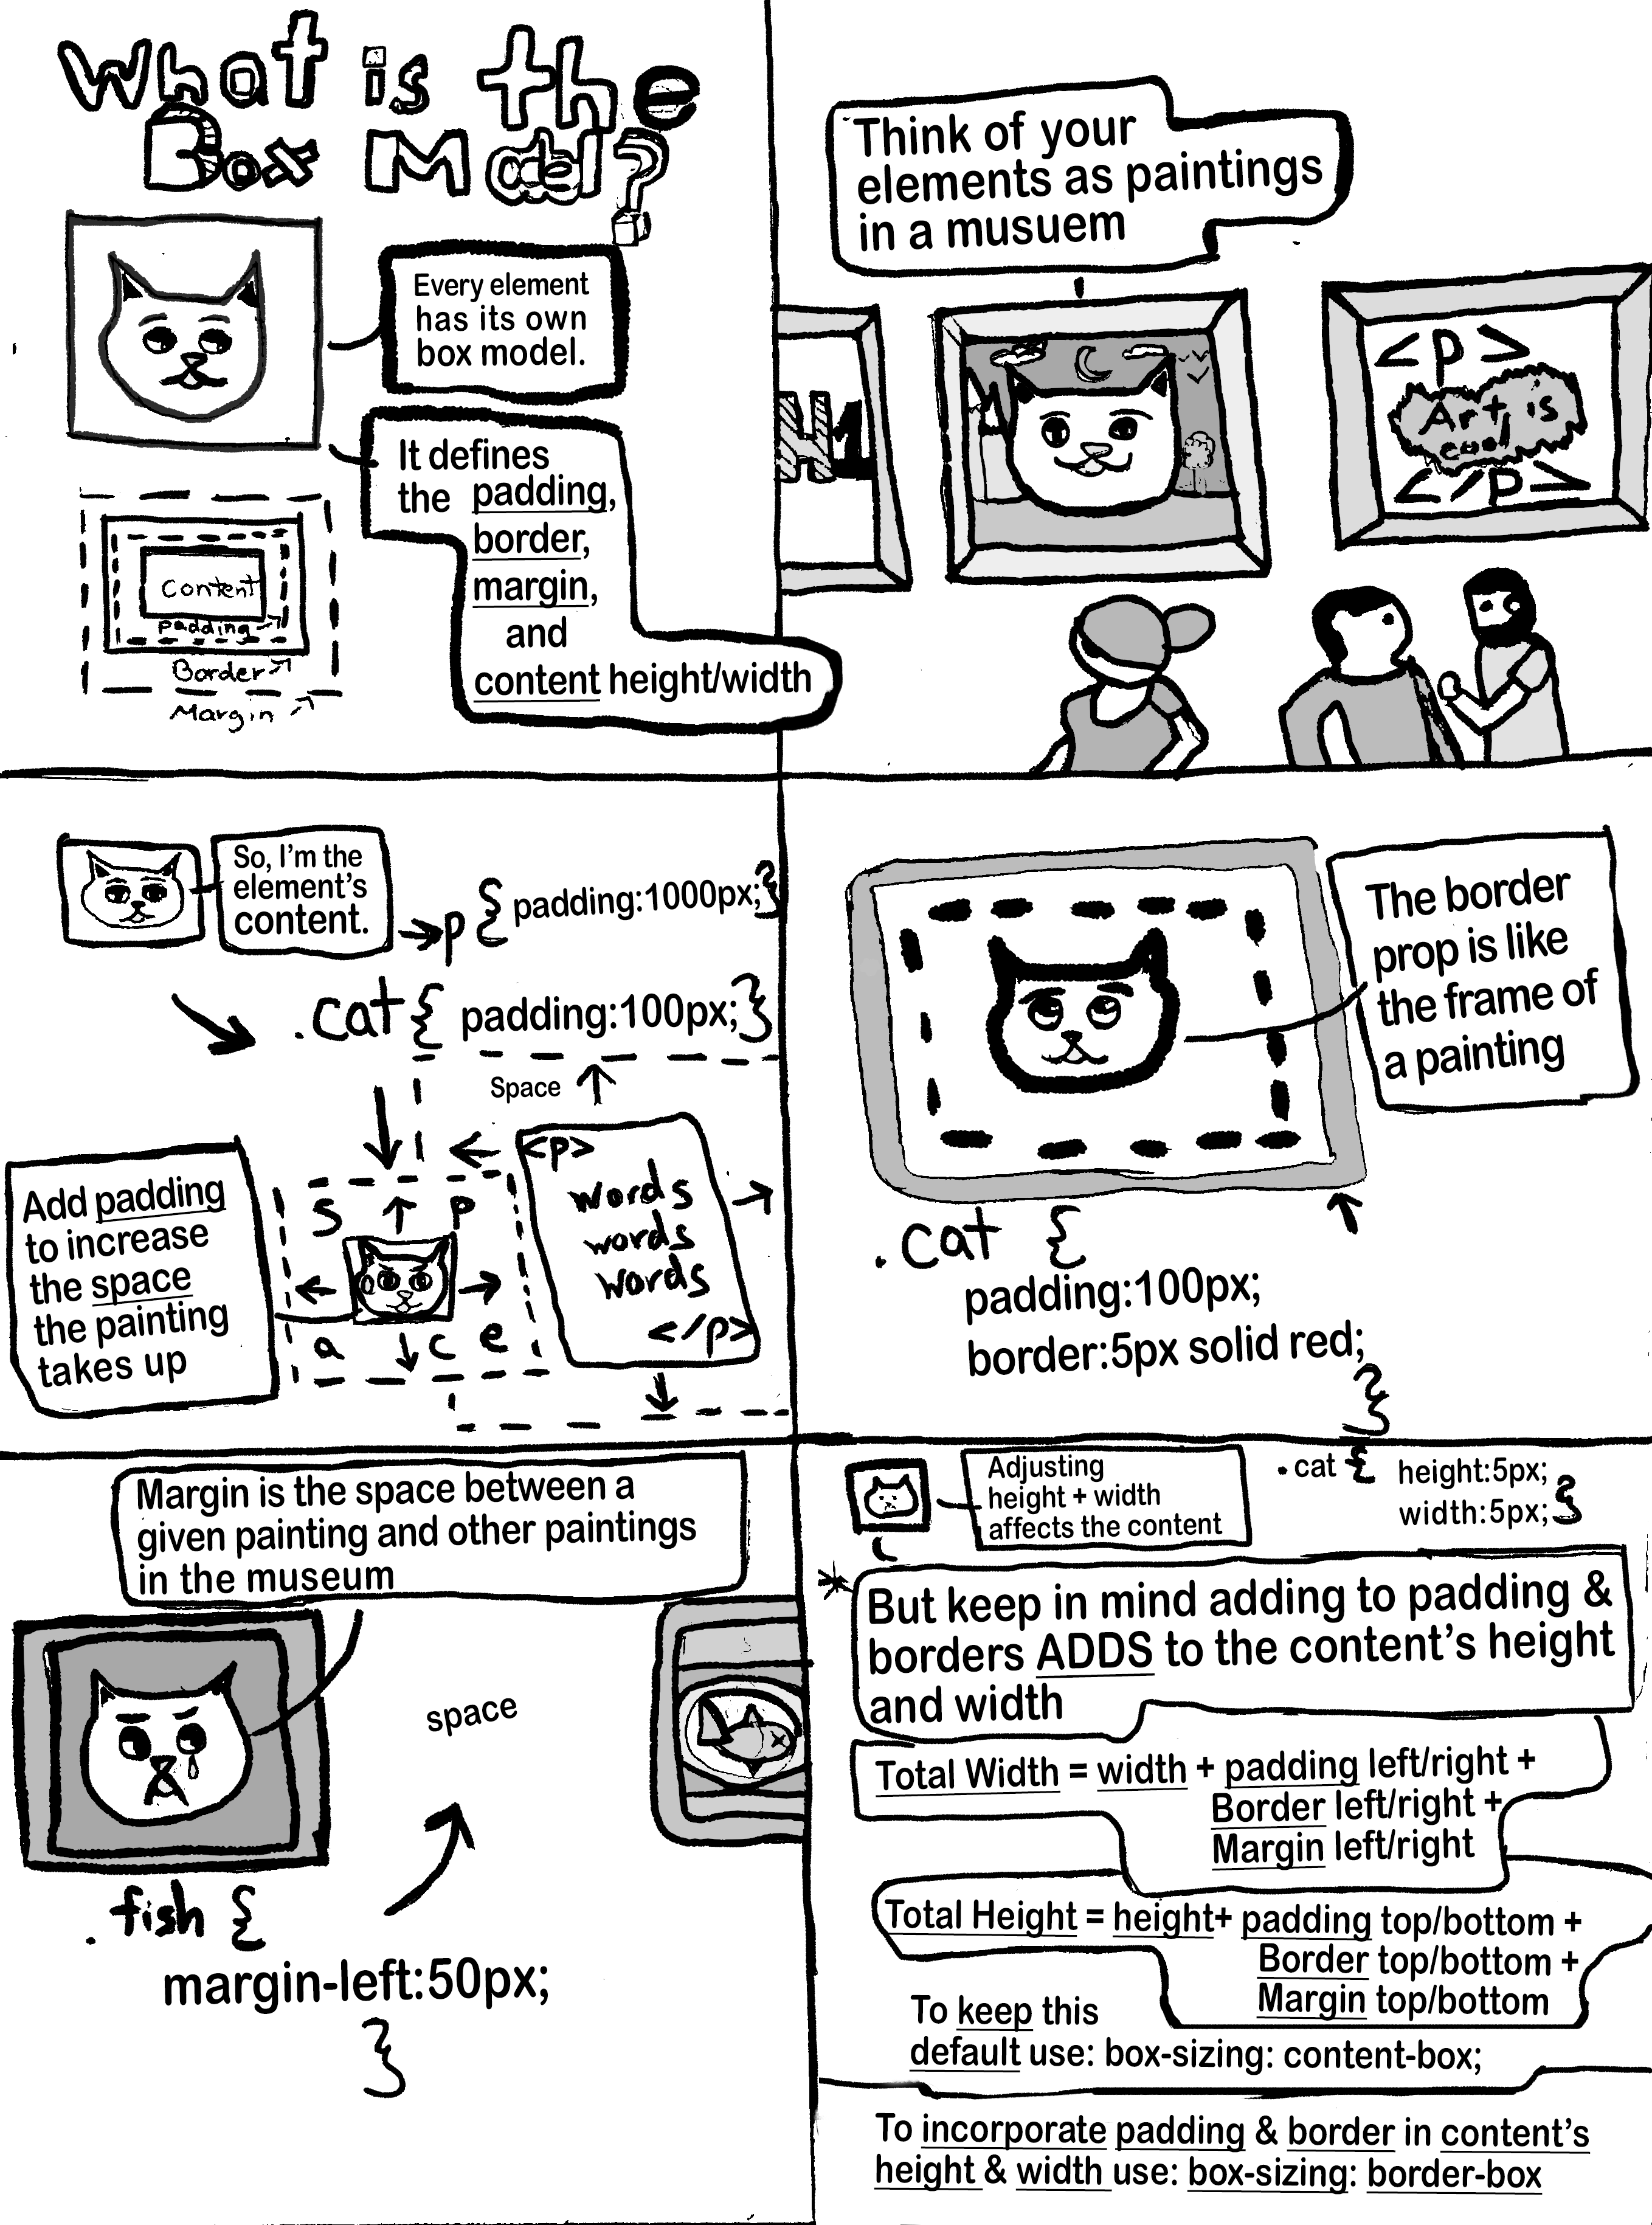 What is the
Box Model?
Every element
has its own
box model.
It defines
the padding,
border,
margin,
and
content height/width
Content
padding
Border
Margin
Think of your
elements as paintings
in a musuem
<p>
Art is
cool
</p>
So, I'm the
element's
content.
p { padding:1000px;}
.cat { padding:100px;}
Space
Add padding
to increase
the space
the painting
takes up
S p
a c e
<p>
words
words
words
</p>
The border
prop is like
the frame of
a painting
.cat {
padding:100px;
border:5px solid red;
}
Margin is the space between a
given painting and other paintings
in the museum
space
.fish {
margin-left:50px;
}
Adjusting
height + width
affects the content
.cat { height:5px;
width:5px; }
* But keep in mind adding to padding &
borders ADDS to the content's height
and width
Total Width = width + padding left/right +
Border left/right +
Margin left/right
Total Height = height+ padding top/bottom +
Border top/bottom +
Margin top/bottom
To keep this
default use: box-sizing: content-box;
To incorporate padding & border in content's
height & width use: box-sizing: border-box